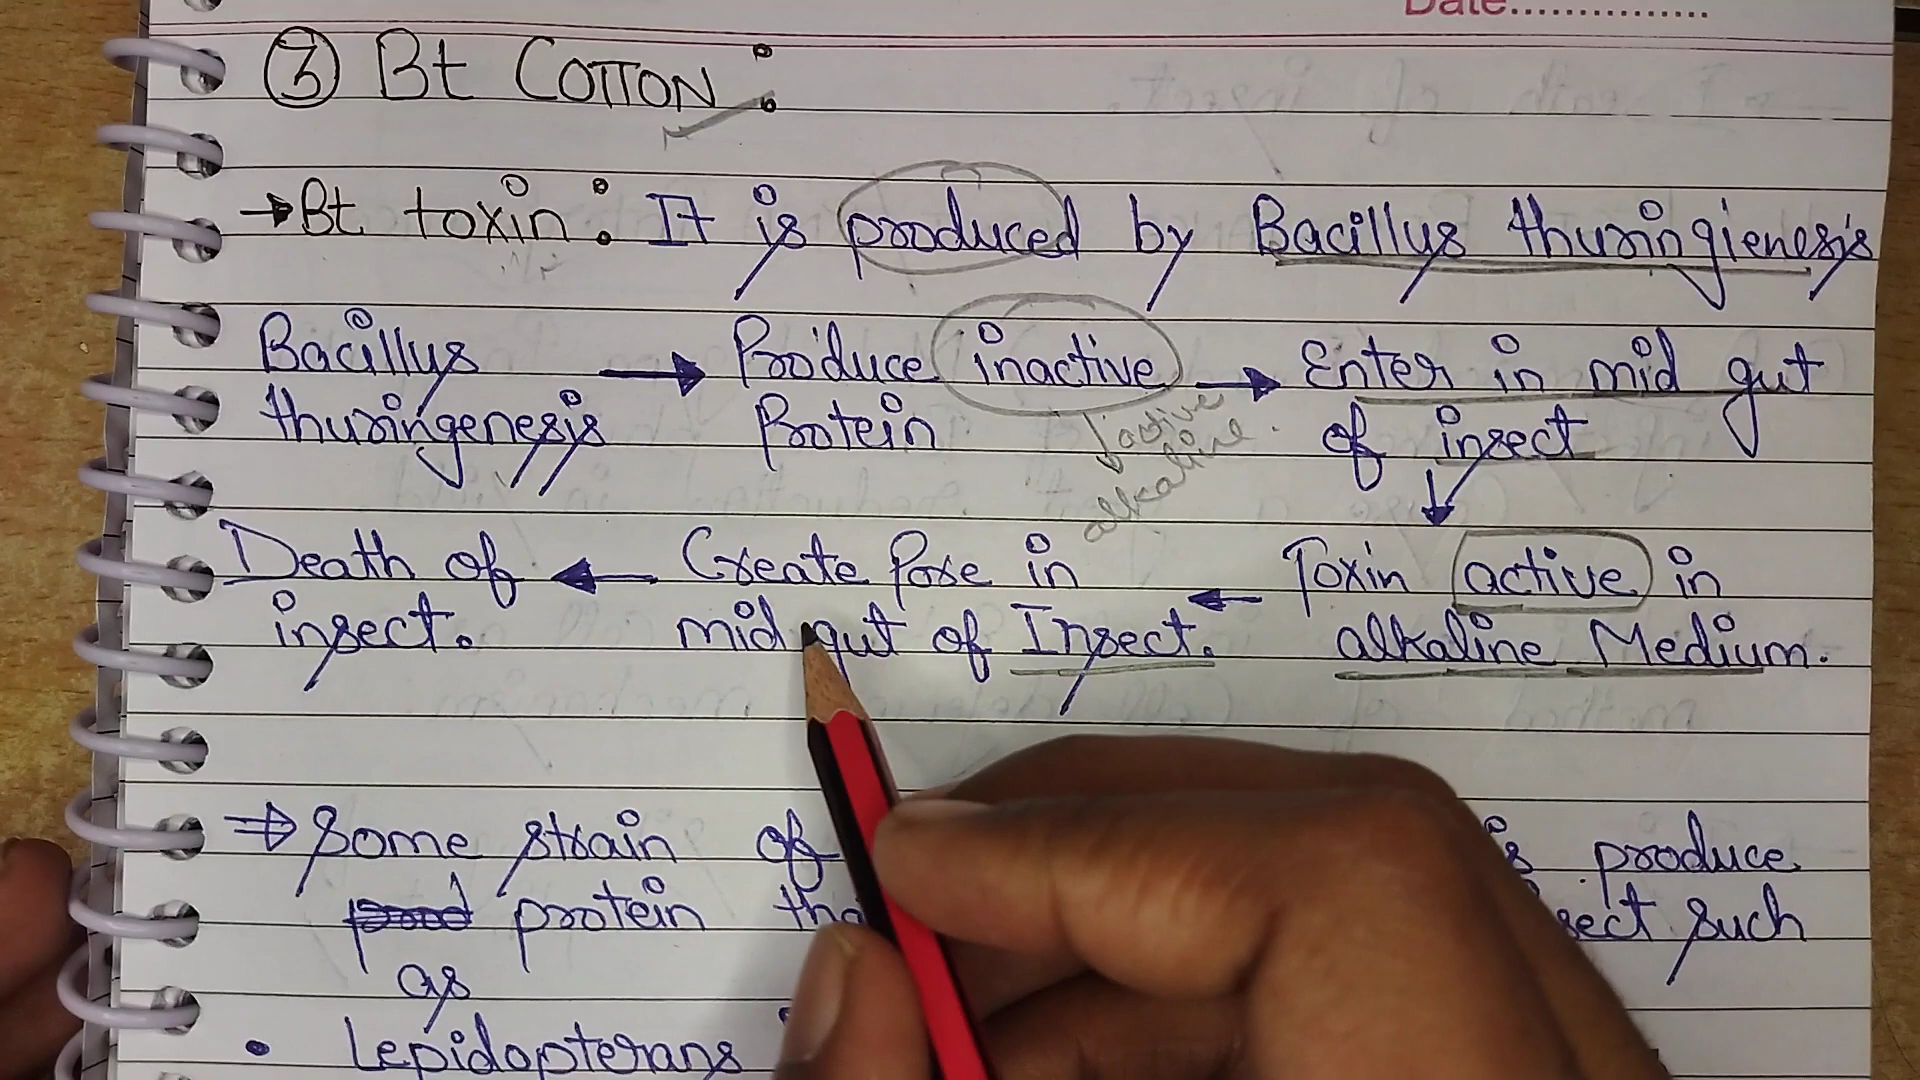 Date...............
③ Bt COTTON :
→ Bt toxin : It is produced by Bacillus thuringienesis
Bacillus → Produce inactive → Enter in mid gut
thuringenesis Protein of insect
↓ active
alkaline.
alkaline
↓
Death of ← Create Pore in ← Toxin active in
insect. mid gut of Insect. alkaline Medium.
⇒ Some strain of produce
protein such
as
• Lepidopterans